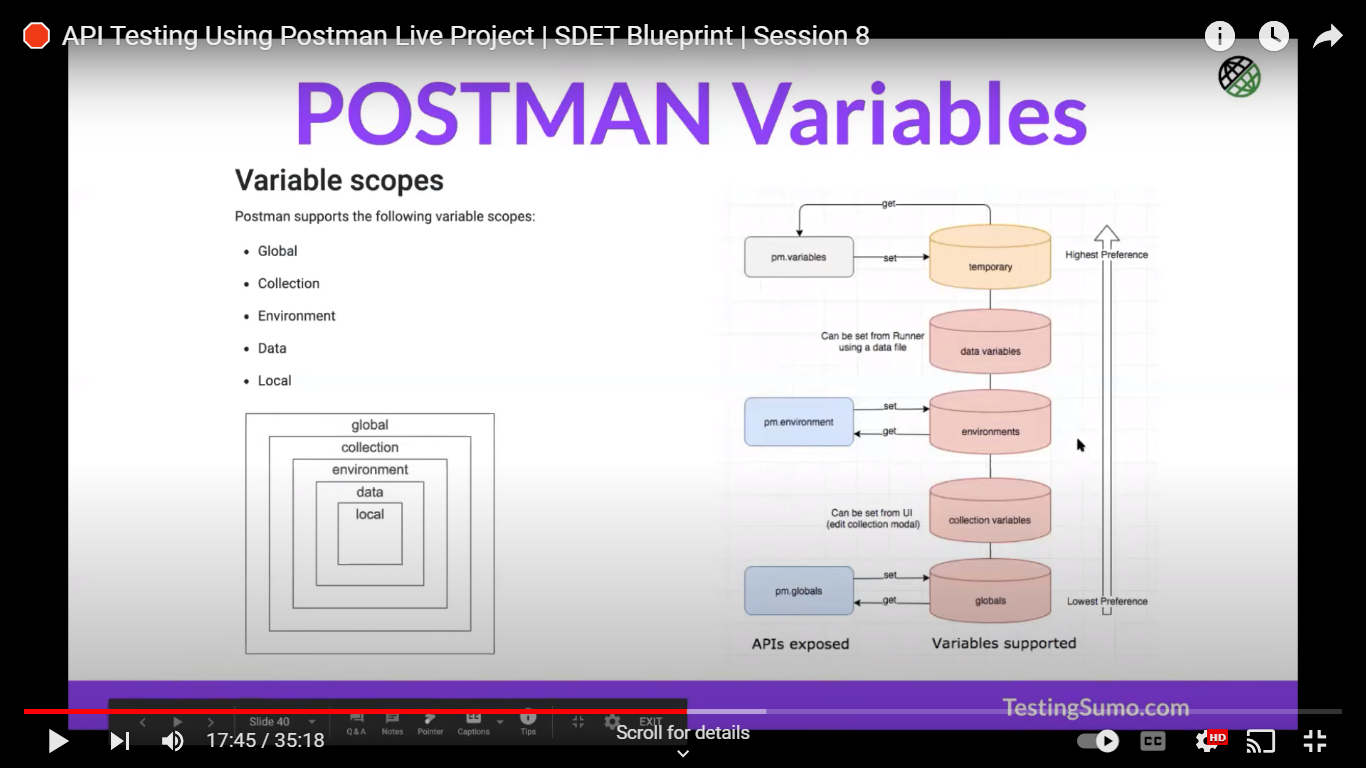 API Testing Using Postman Live Project | SDET Blueprint | Session 8
POSTMAN Variables
Variable scopes
Postman supports the following variable scopes:
• Global
• Collection
• Environment
• Data
• Local
global
collection
environment
data
local
get
pm.variables
set
temporary
Highest Preference
Can be set from Runner
using a data file
data variables
pm.environment
set
get
environments
Can be set from UI
(edit collection modal)
collection variables
pm.globals
set
get
globals
Lowest Preference
APIs exposed
Variables supported
TestingSumo.com
Slide 40
Q & A
Notes
Pointer
Captions
Tips
EXIT
Scroll for details
17:45 / 35:18
CC
HD